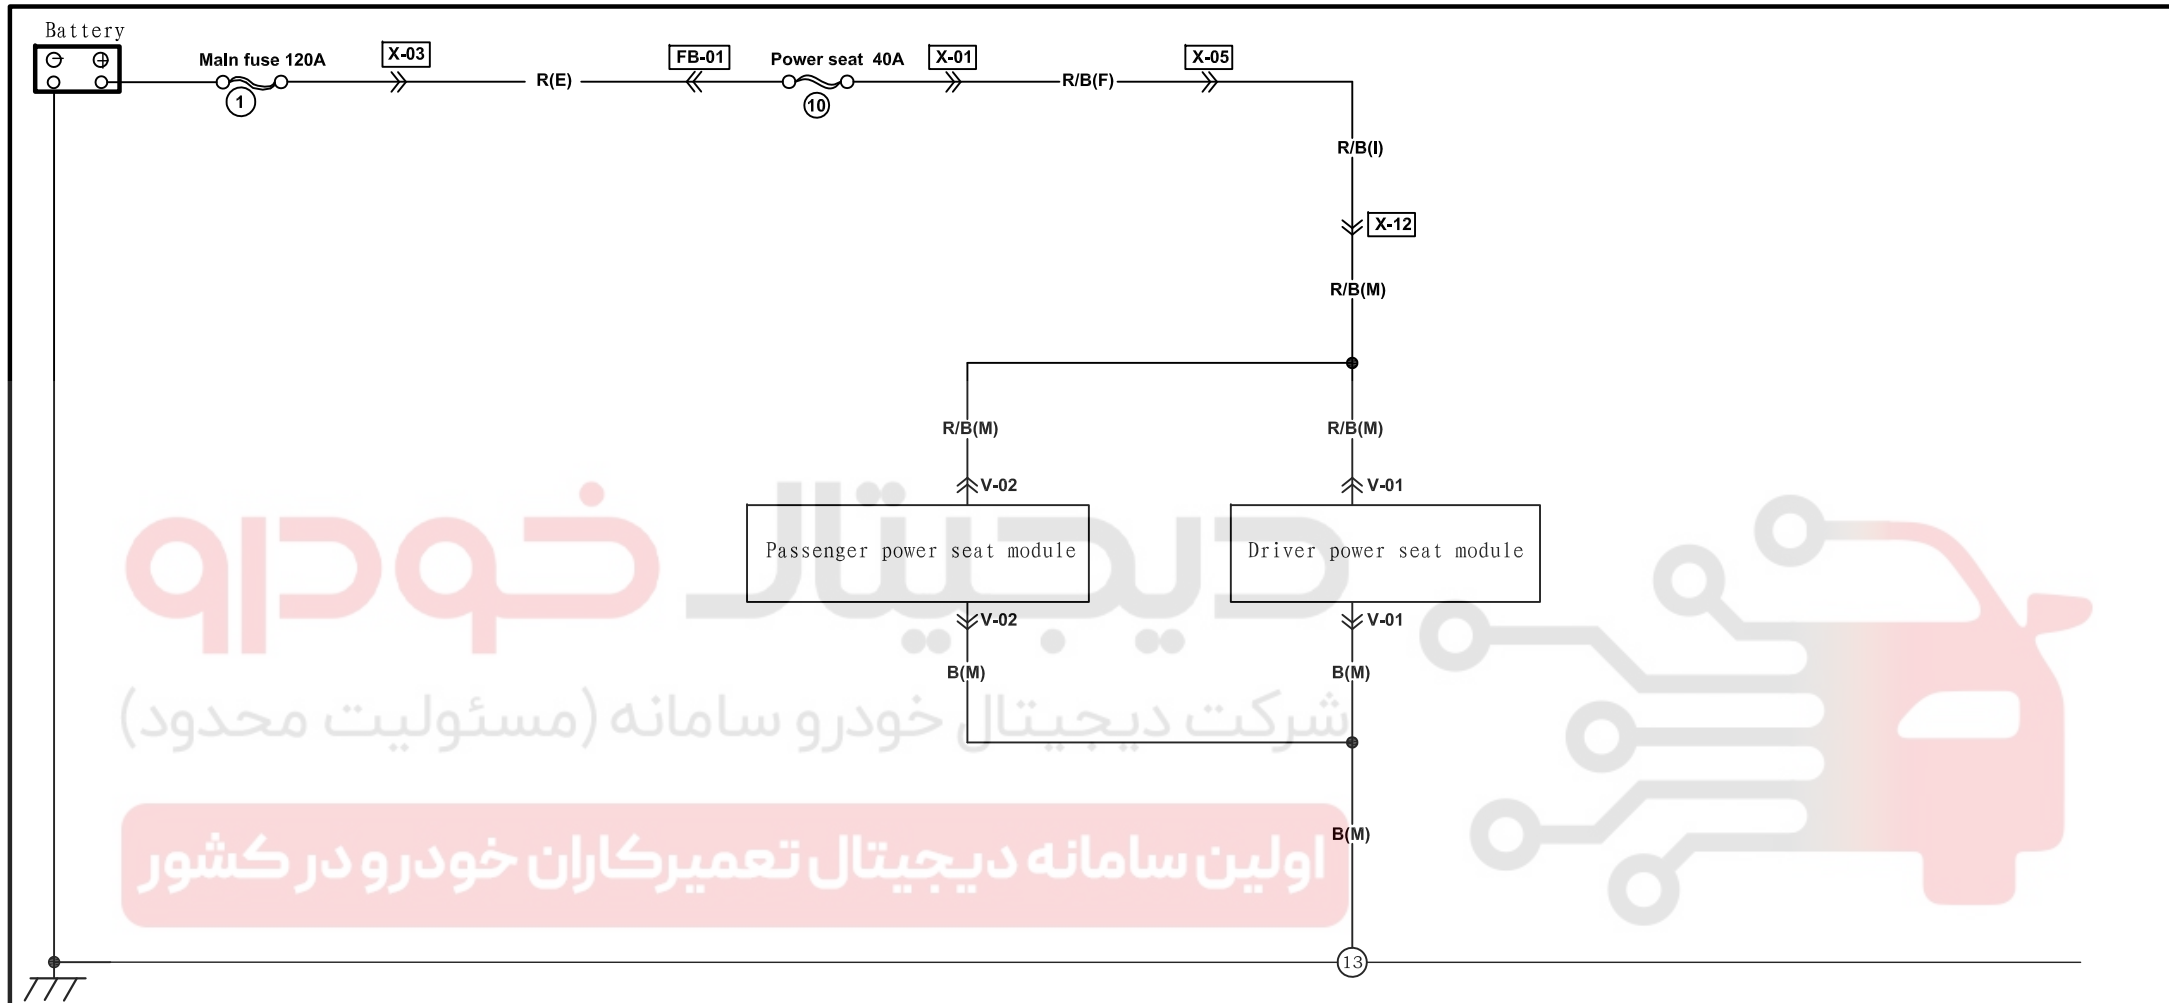 Battery
MaIn fuse 120A
1
X-03
R(E)
FB-01
Power seat 40A
10
X-01
R/B(F)
X-05
R/B(I)
X-12
R/B(M)
R/B(M)
R/B(M)
V-02
V-01
Passenger power seat module
Driver power seat module
V-02
V-01
B(M)
B(M)
B(M)
13
دیجیتال خودرو
شرکت دیجیتال خودرو سامانه (مسئولیت محدود)
اولین سامانه دیجیتال تعمیرکاران خودرو در کشور